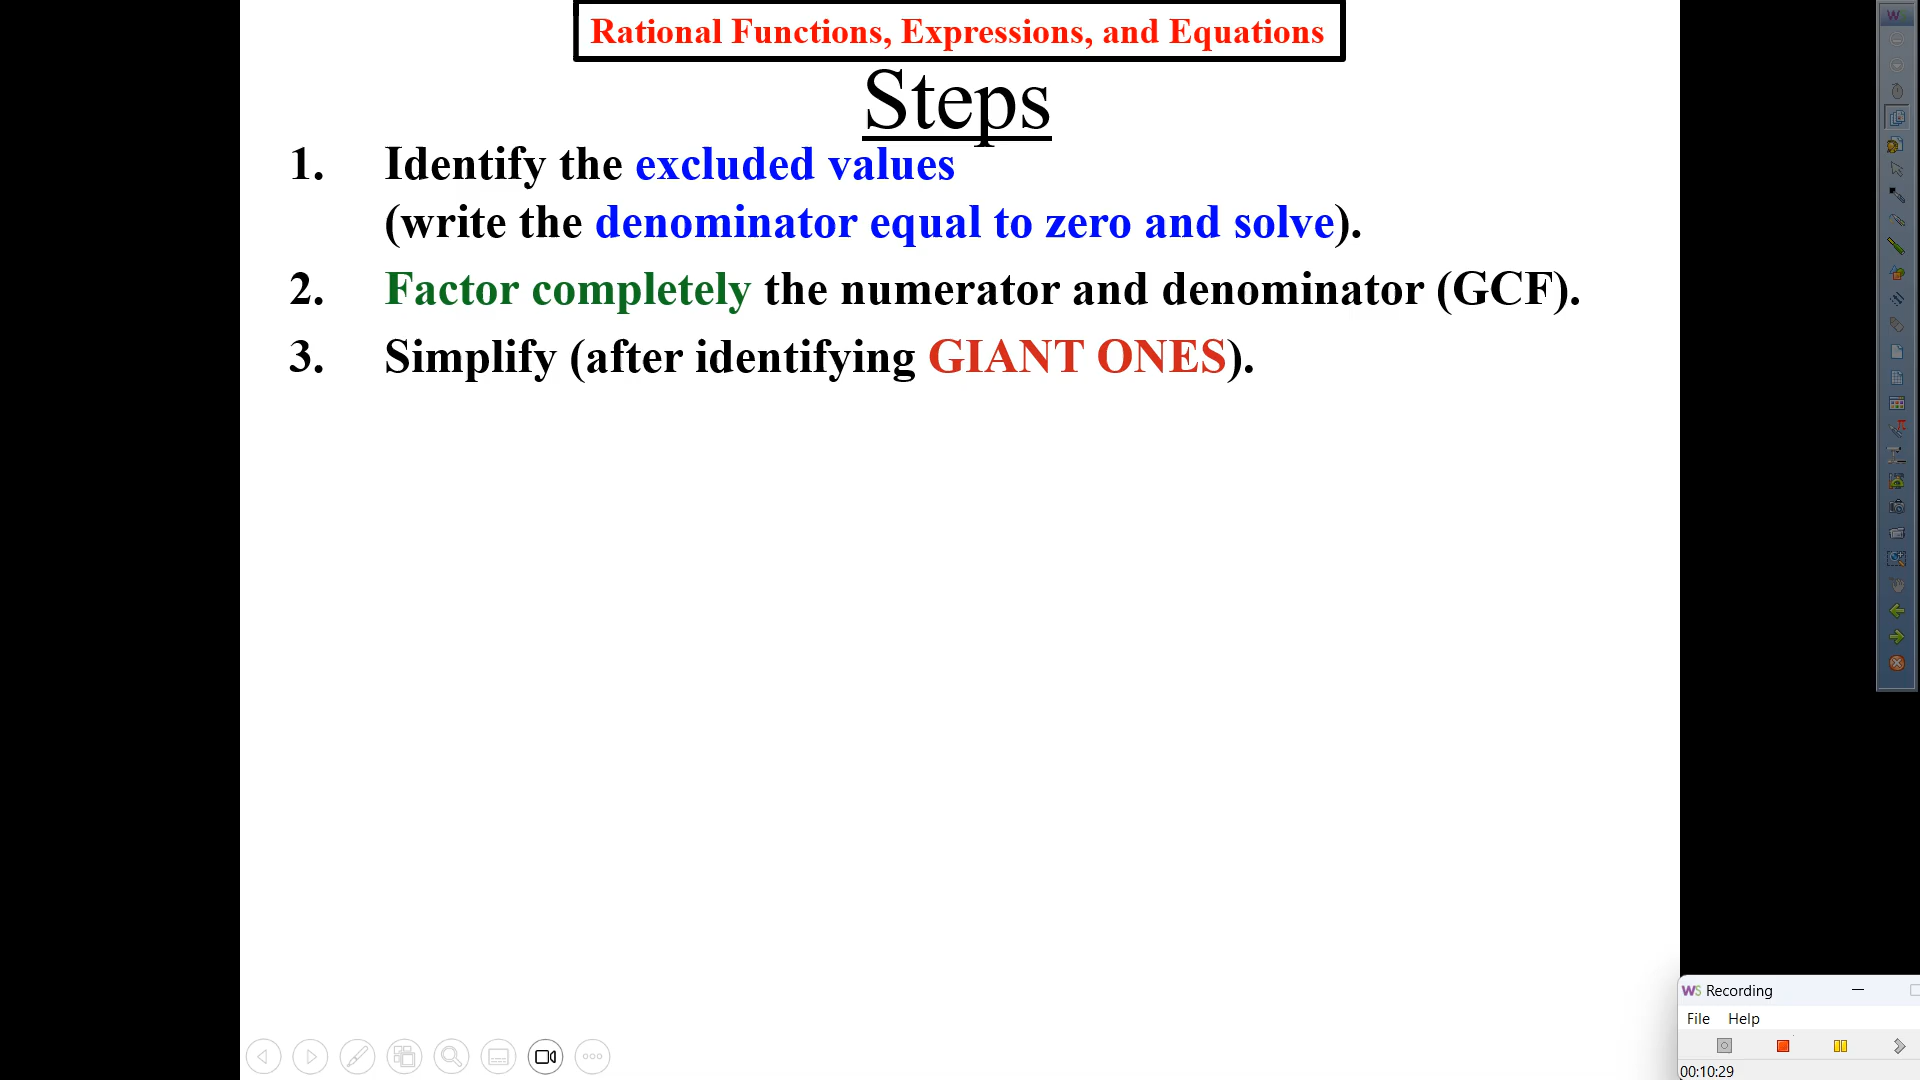 Rational Functions, Expressions, and Equations
Steps
1. Identify the excluded values
(write the denominator equal to zero and solve).
2. Factor completely the numerator and denominator (GCF).
3. Simplify (after identifying GIANT ONES).
WS Recording
File Help
00:10:29